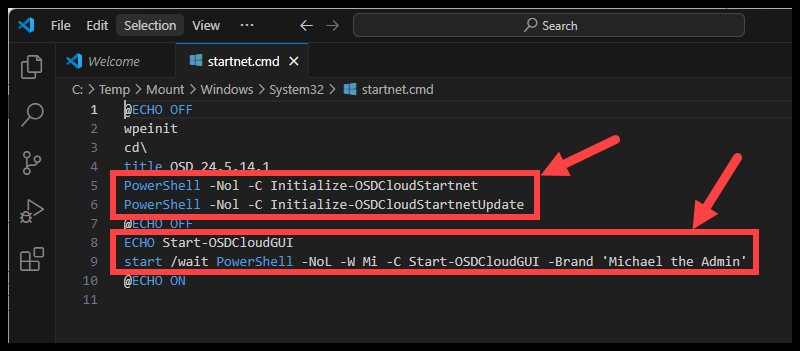 File Edit Selection View Go ... Search
Welcome startnet.cmd
C: > Temp > Mount > Windows > System32 > startnet.cmd
1 @ECHO OFF
2 wpeinit
3 cd\
4 title OSD 24.5.14.1
5 PowerShell -Nol -C Initialize-OSDCloudStartnet
6 PowerShell -Nol -C Initialize-OSDCloudStartnetUpdate
7 @ECHO OFF
8 ECHO Start-OSDCloudGUI
9 start /wait PowerShell -NoL -W Mi -C Start-OSDCloudGUI -Brand 'Michael the Admin'
10 @ECHO ON
11